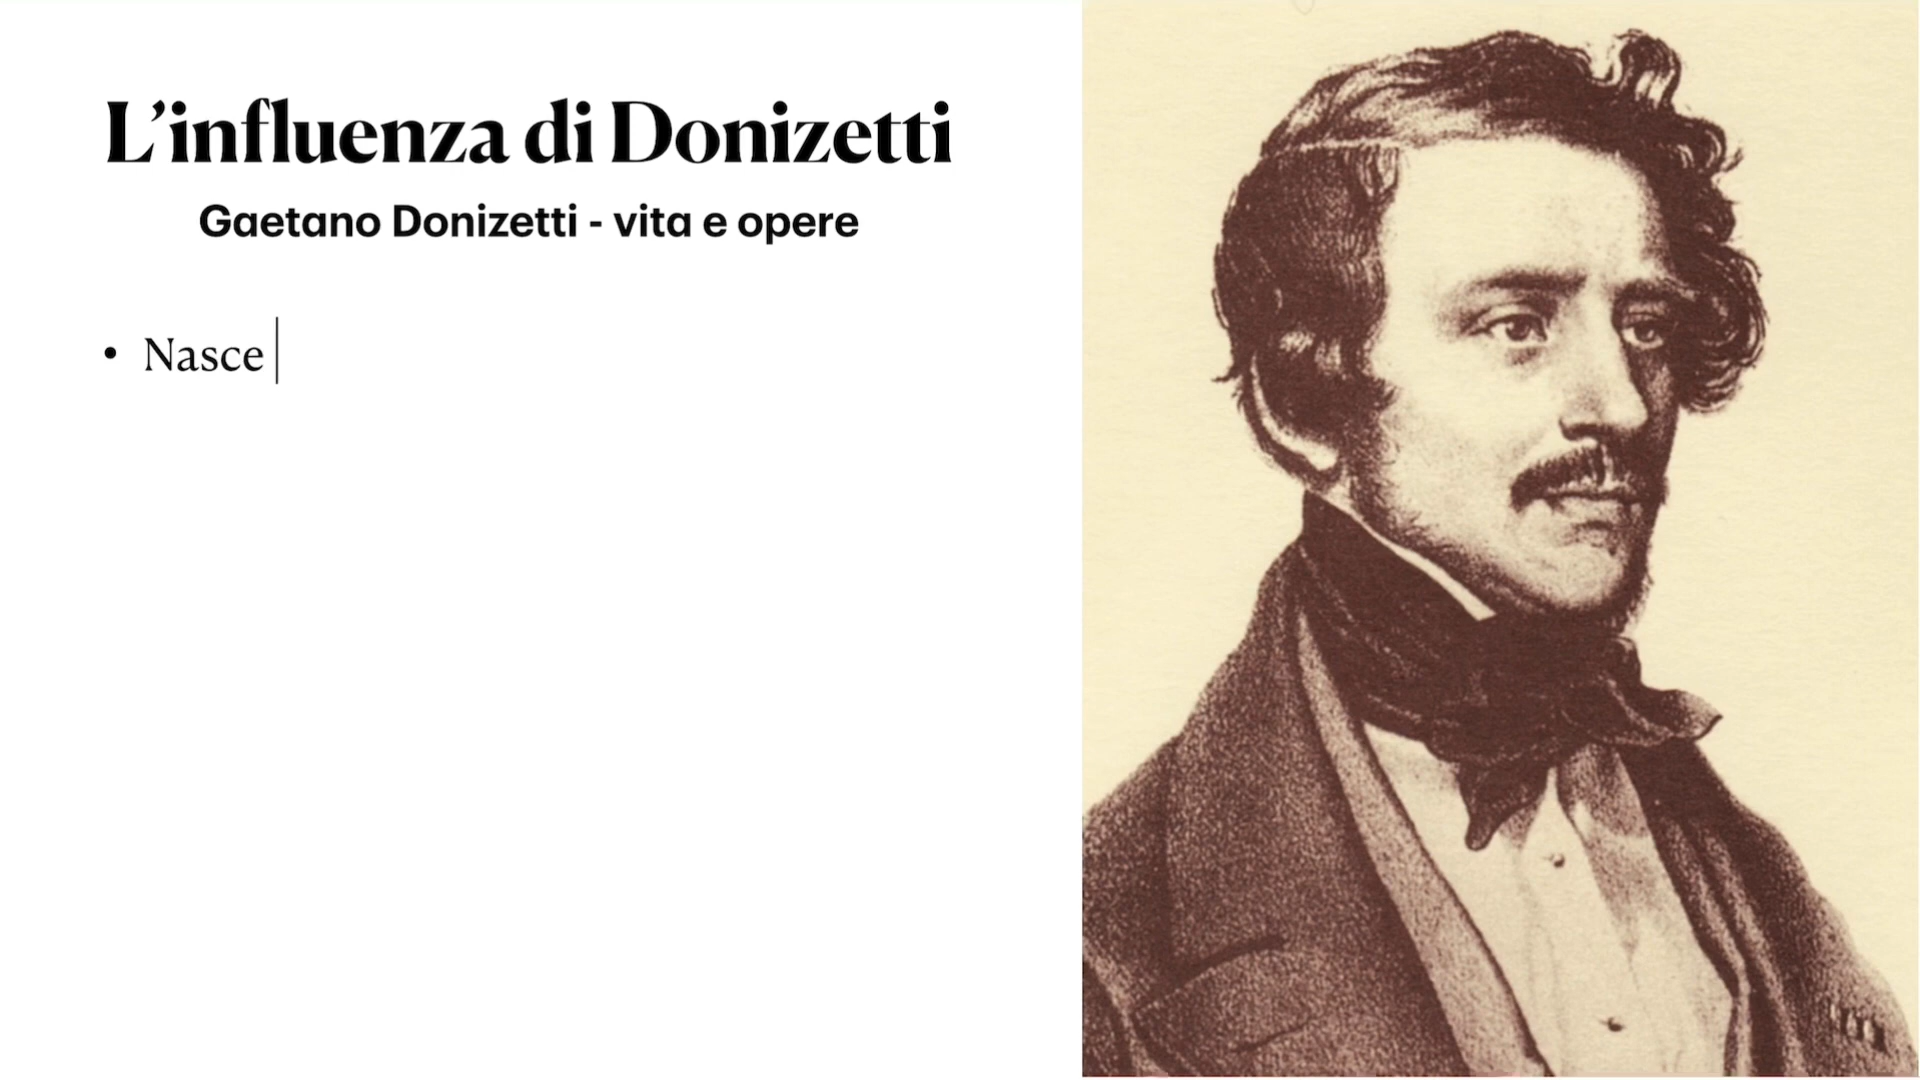 L’influenza di Donizetti
Gaetano Donizetti - vita e opere
• Nasce